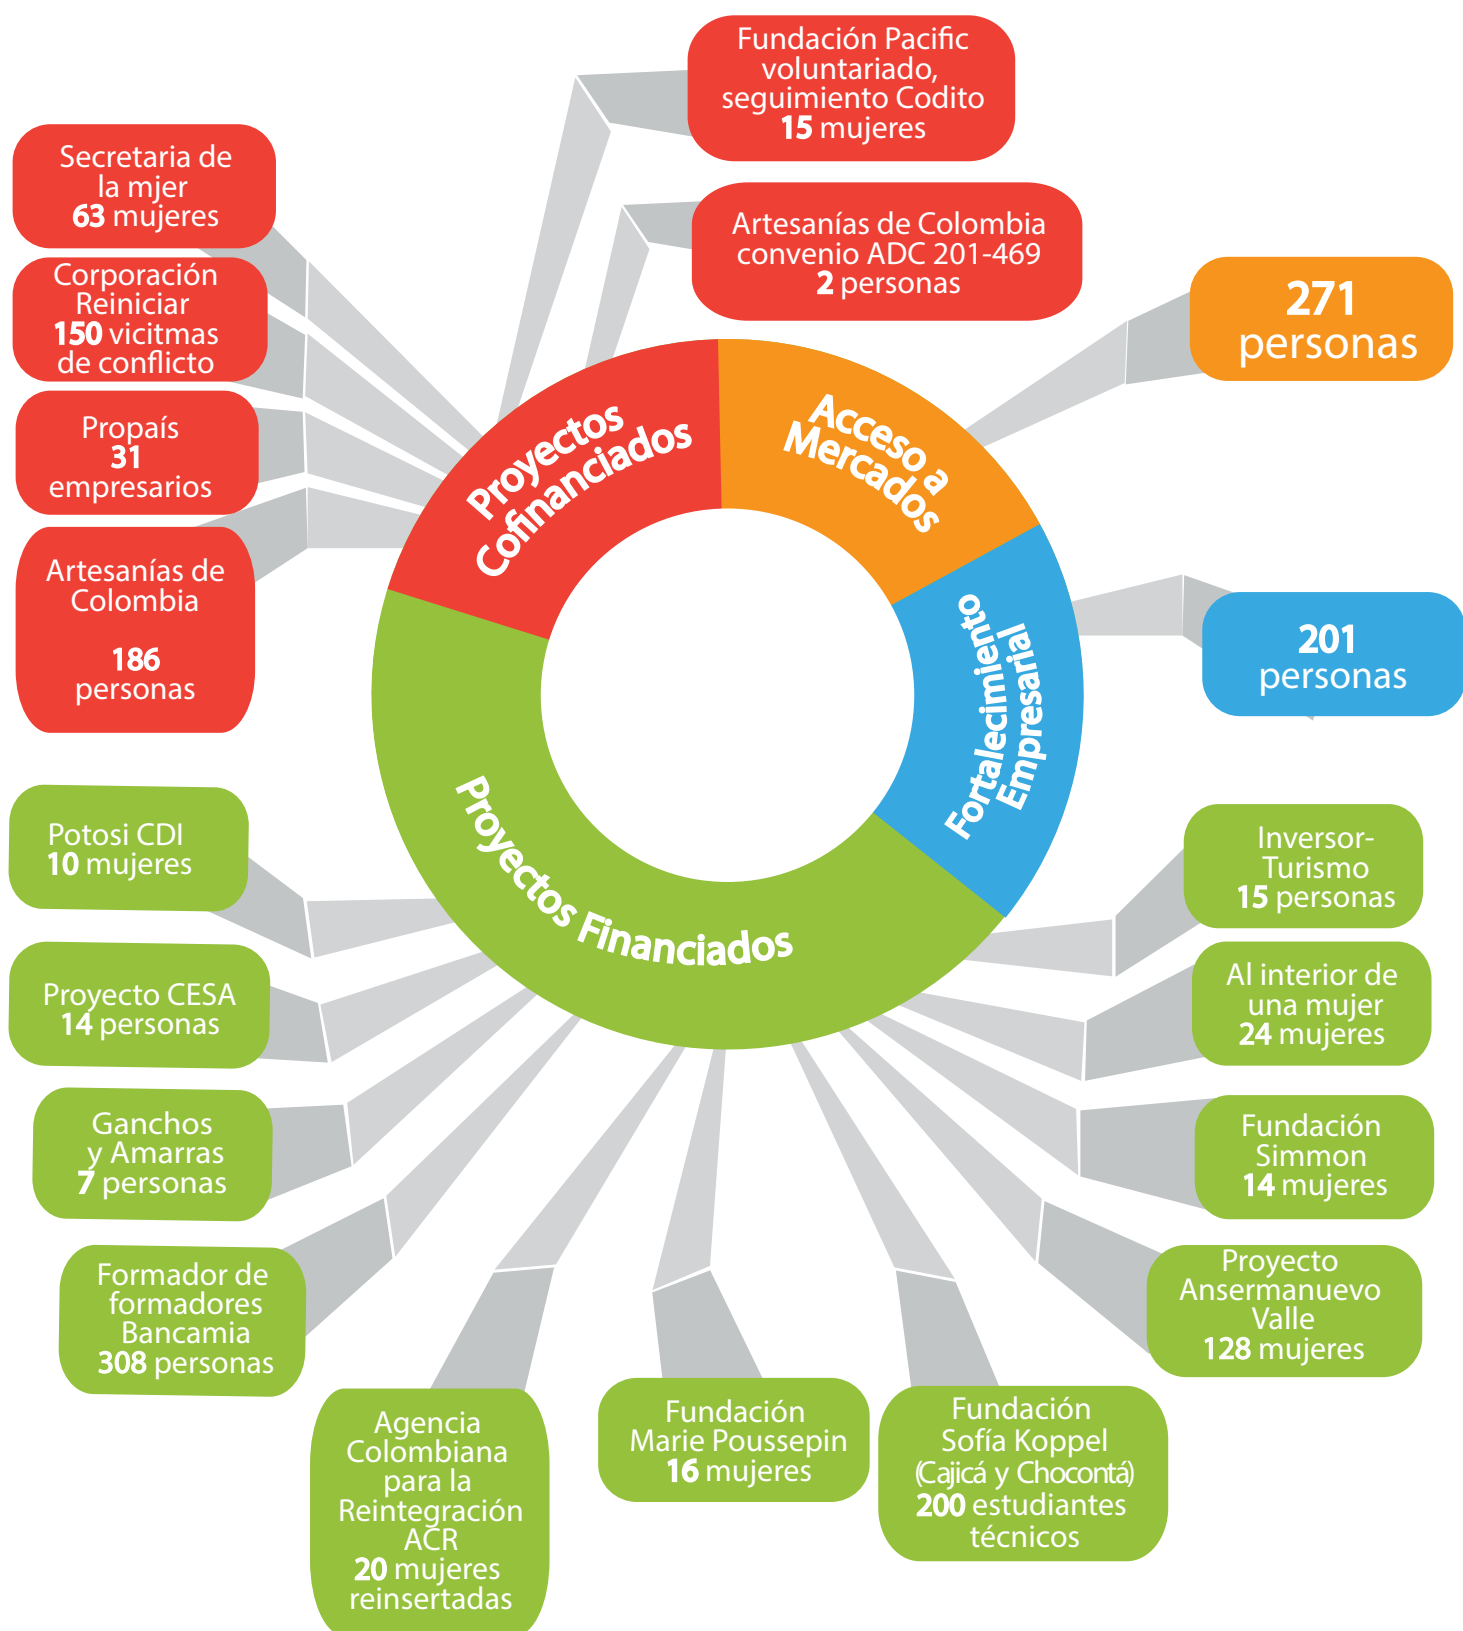 Fundación Pacific
voluntariado,
seguimiento Codito
15 mujeres
Artesanías de Colombia
convenio ADC 201-469
2 personas
Secretaria de
la mjer
63 mujeres
Corporación
Reiniciar
150 vicitmas
de conflicto
Propaís
31
empresarios
Artesanías de
Colombia
186
personas
271
personas
201
personas
Proyectos
Cofinanciados
Acceso a
Mercados
Fortalecimiento
Empresarial
Proyectos Financiados
Potosi CDI
10 mujeres
Proyecto CESA
14 personas
Ganchos
y Amarras
7 personas
Formador de
formadores
Bancamia
308 personas
Agencia
Colombiana
para la
Reintegración
ACR
20 mujeres
reinsertadas
Fundación
Marie Poussepin
16 mujeres
Fundación
Sofía Koppel
(Cajicá y Chocontá)
200 estudiantes
técnicos
Proyecto
Ansermanuevo
Valle
128 mujeres
Fundación
Simmon
14 mujeres
Al interior de
una mujer
24 mujeres
Inversor-
Turismo
15 personas